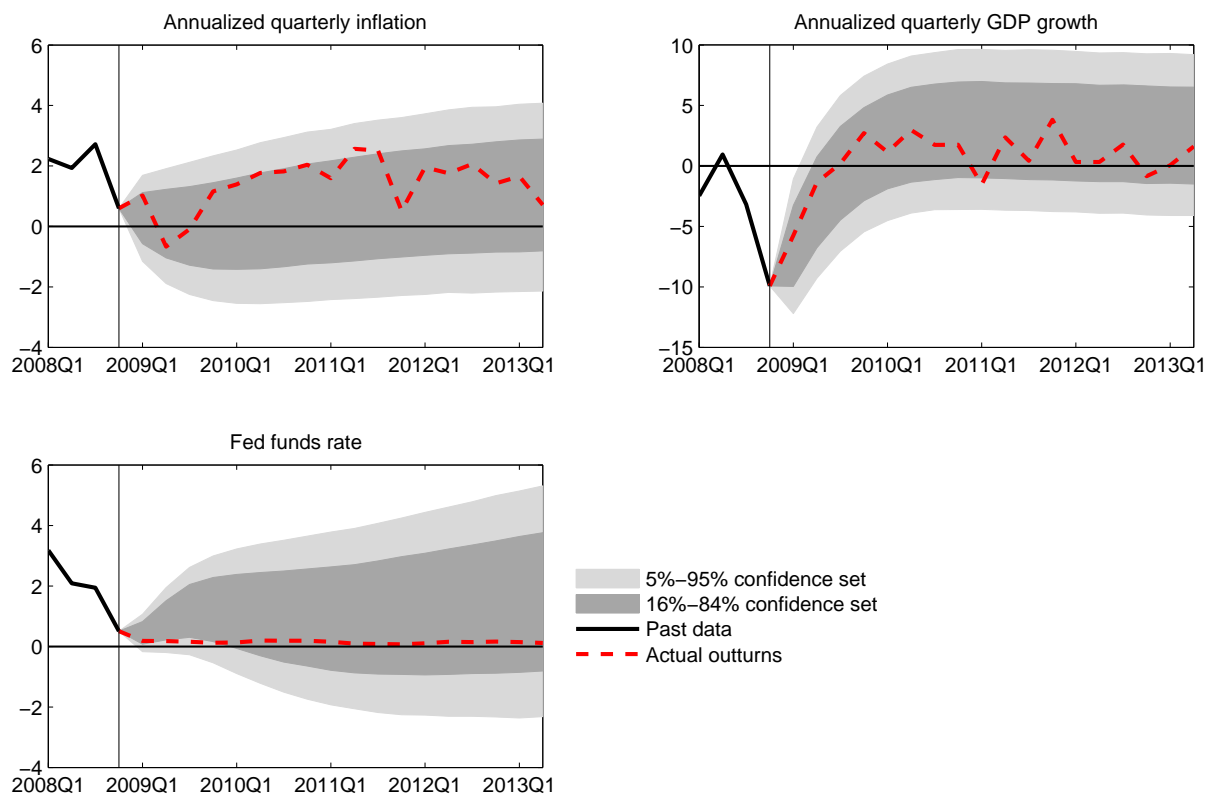 Annualized quarterly inflation
6
4
2
0
−2
−4
2008Q1 2009Q1 2010Q1 2011Q1 2012Q1 2013Q1
Annualized quarterly GDP growth
10
5
0
−5
−10
−15
2008Q1 2009Q1 2010Q1 2011Q1 2012Q1 2013Q1
Fed funds rate
6
4
2
0
−2
−4
2008Q1 2009Q1 2010Q1 2011Q1 2012Q1 2013Q1
5%−95% confidence set
16%−84% confidence set
Past data
Actual outturns